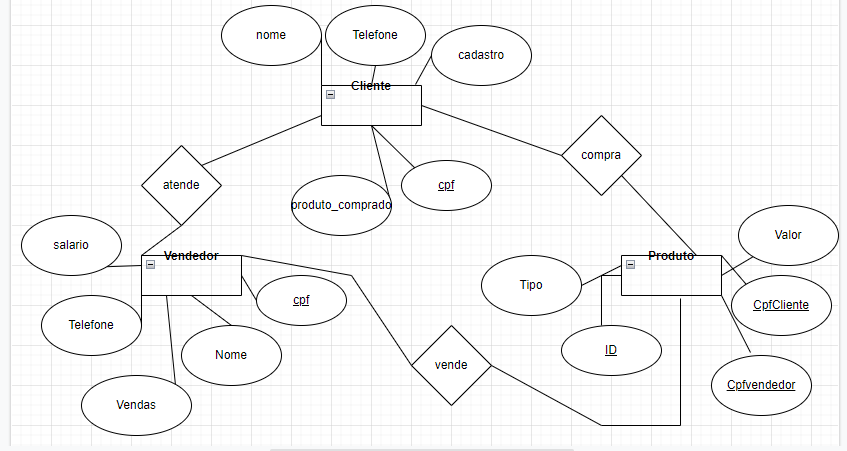 nome
Telefone
cadastro
Cliente
compra
atende
cpf
produto_comprado
salario
Vendedor
Produto
Valor
Tipo
cpf
CpfCliente
Telefone
Nome
ID
vende
Cpfvendedor
Vendas